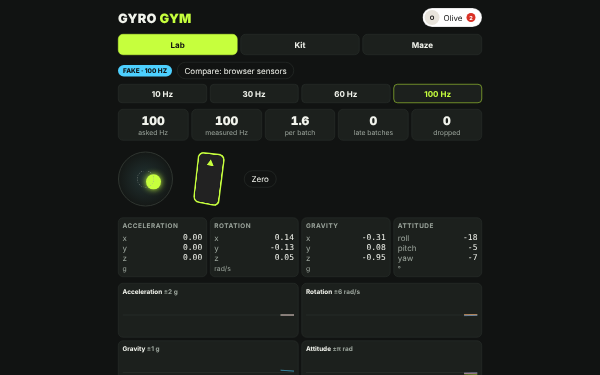 GYRO GYM
O Olive 2
Lab Kit Maze
FAKE · 100 HZ Compare: browser sensors
10 Hz 30 Hz 60 Hz 100 Hz
100 100 1.6 0 0
asked Hz measured Hz per batch late batches dropped
Zero
ACCELERATION ROTATION GRAVITY ATTITUDE
x 0.00 x 0.14 x -0.31 roll -18
y 0.00 y -0.13 y 0.08 pitch -5
z 0.00 z 0.05 z -0.95 yaw -7
g rad/s g °
Acceleration ±2 g Rotation ±6 rad/s
Gravity ±1 g Attitude ±π rad